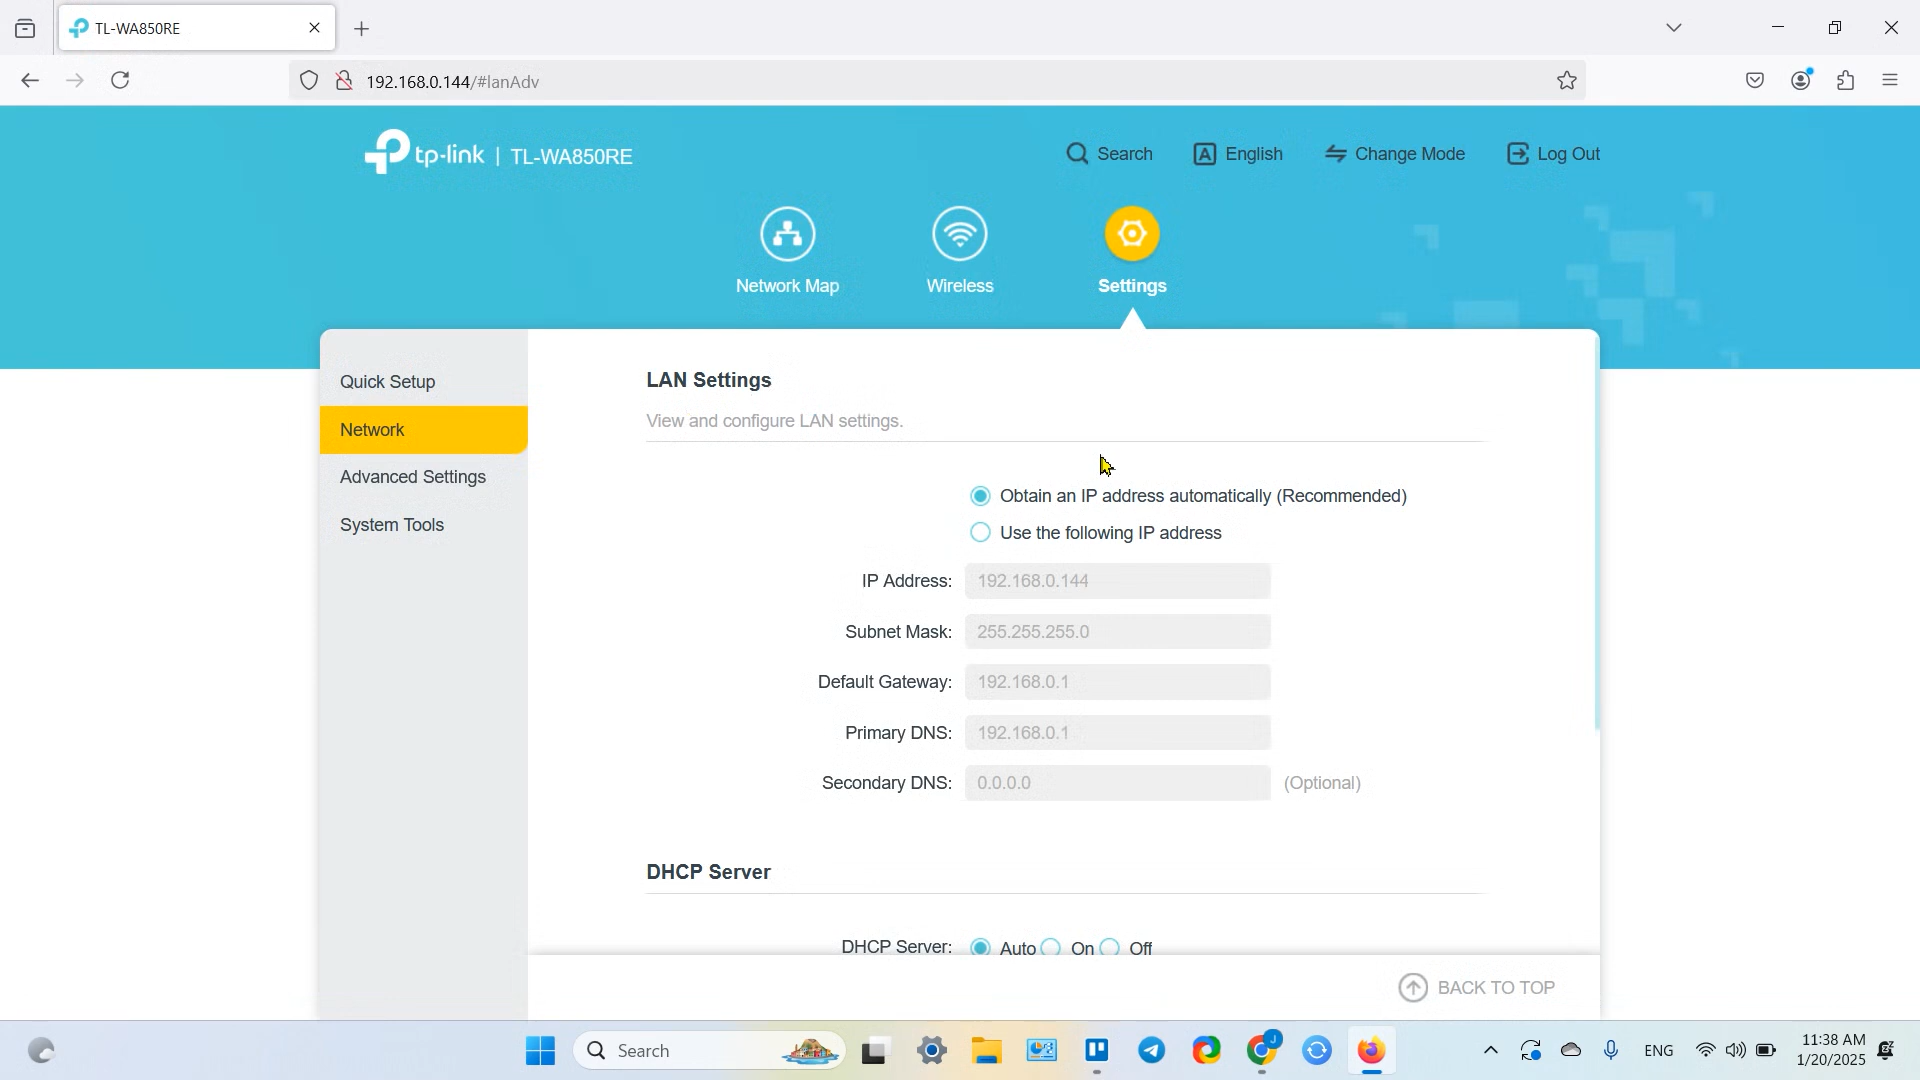 TL-WA850RE
192.168.0.144/#lanAdv
tp-link | TL-WA850RE
Search
English
Change Mode
Log Out
Network Map
Wireless
Settings
Quick Setup
Network
Advanced Settings
System Tools
LAN Settings
View and configure LAN settings.
Obtain an IP address automatically (Recommended)
Use the following IP address
IP Address: 192.168.0.144
Subnet Mask: 255.255.255.0
Default Gateway: 192.168.0.1
Primary DNS: 192.168.0.1
Secondary DNS: 0.0.0.0 (Optional)
DHCP Server
DHCP Server: Auto On Off
BACK TO TOP
Search
ENG
11:38 AM
1/20/2025